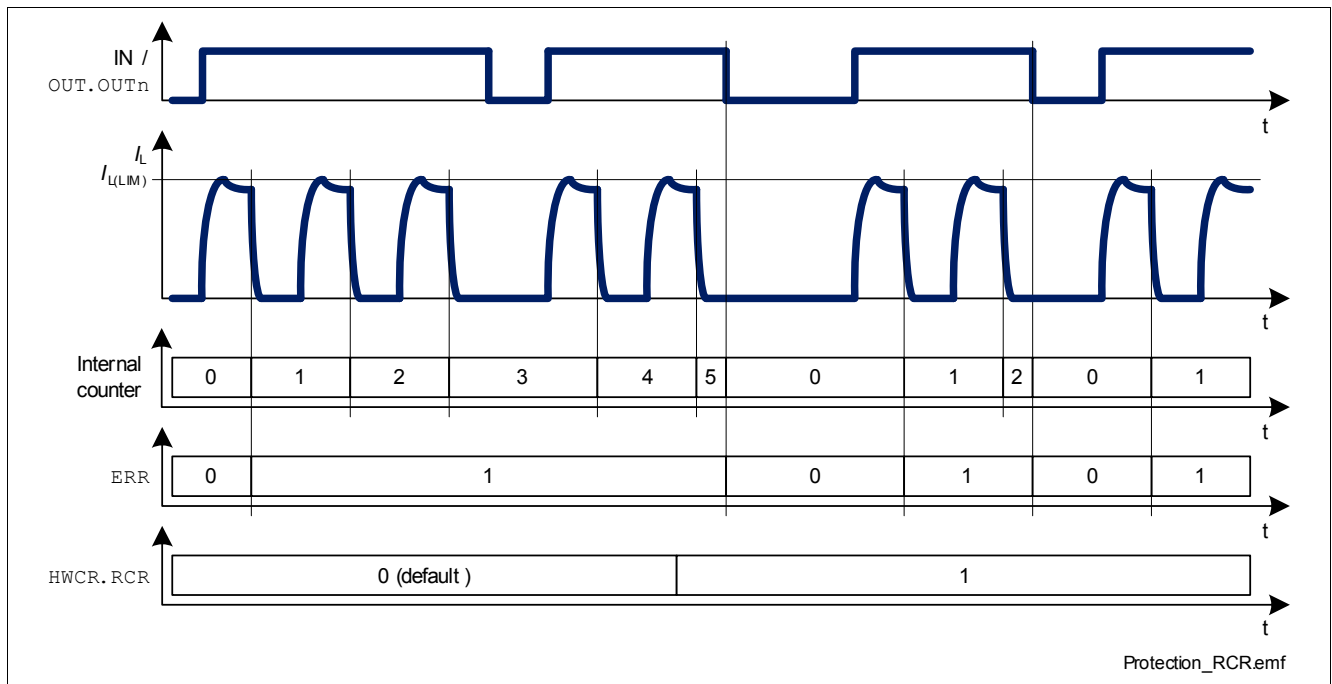 IN /
OUT.OUTn
t
IL
IL(LIM)
t
Internal
counter
0 1 2 3 4 5 0 1 2 0 1
t
ERR
0 1 0 1 0 1
t
HWCR.RCR
0 (default ) 1
t
Protection_RCR.emf